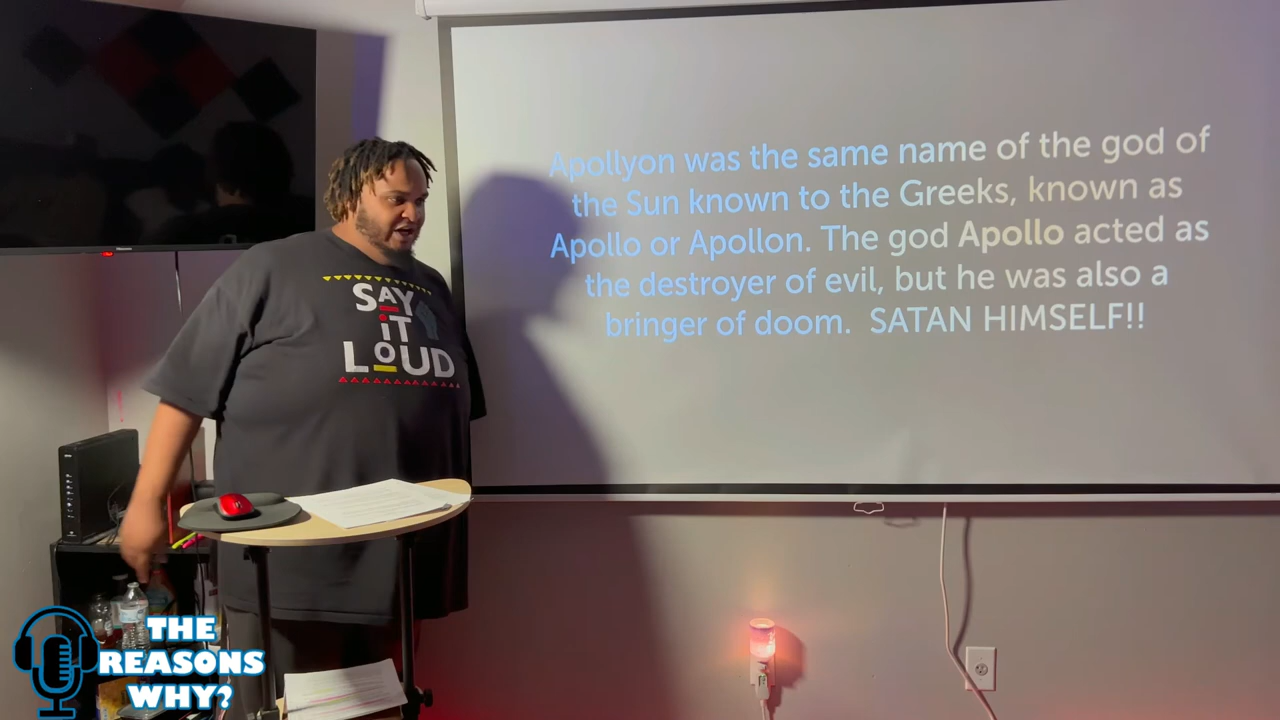 Apollyon was the same name of the god of
the Sun known to the Greeks, known as
Apollo or Apollon. The god Apollo acted as
the destroyer of evil, but he was also a
bringer of doom. SATAN HIMSELF!!
SAY
iT
LOUD
THE
REASONS
WHY?